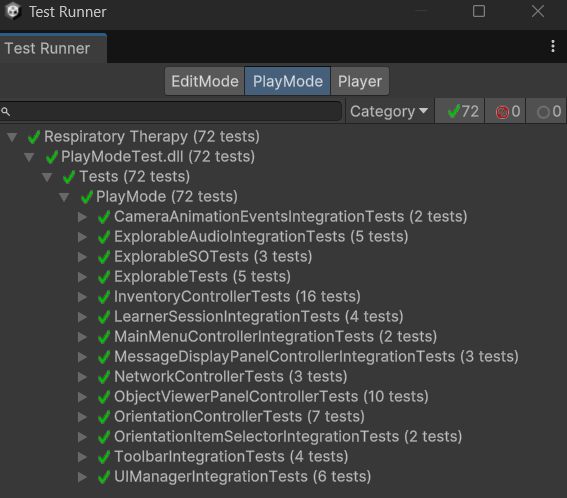 Test Runner
Test Runner
EditMode PlayMode Player
Category 72 0 0
Respiratory Therapy (72 tests)
PlayModeTest.dll (72 tests)
Tests (72 tests)
PlayMode (72 tests)
CameraAnimationEventsIntegrationTests (2 tests)
ExplorableAudioIntegrationTests (5 tests)
ExplorableSOTests (3 tests)
ExplorableTests (5 tests)
InventoryControllerTests (16 tests)
LearnerSessionIntegrationTests (4 tests)
MainMenuControllerIntegrationTests (2 tests)
MessageDisplayPanelControllerIntegrationTests (3 tests)
NetworkControllerTests (3 tests)
ObjectViewerPanelControllerTests (10 tests)
OrientationControllerTests (7 tests)
OrientationItemSelectorIntegrationTests (2 tests)
ToolbarIntegrationTests (4 tests)
UIManagerIntegrationTests (6 tests)